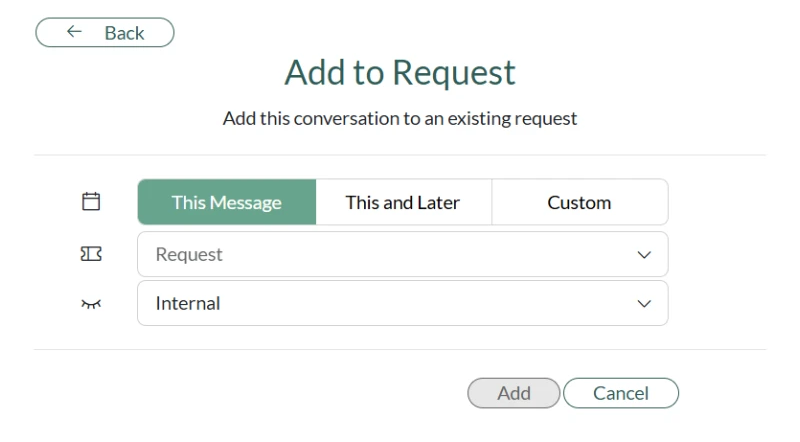 Back
Add to Request
Add this conversation to an existing request
This Message This and Later Custom
Request
Internal
Add Cancel